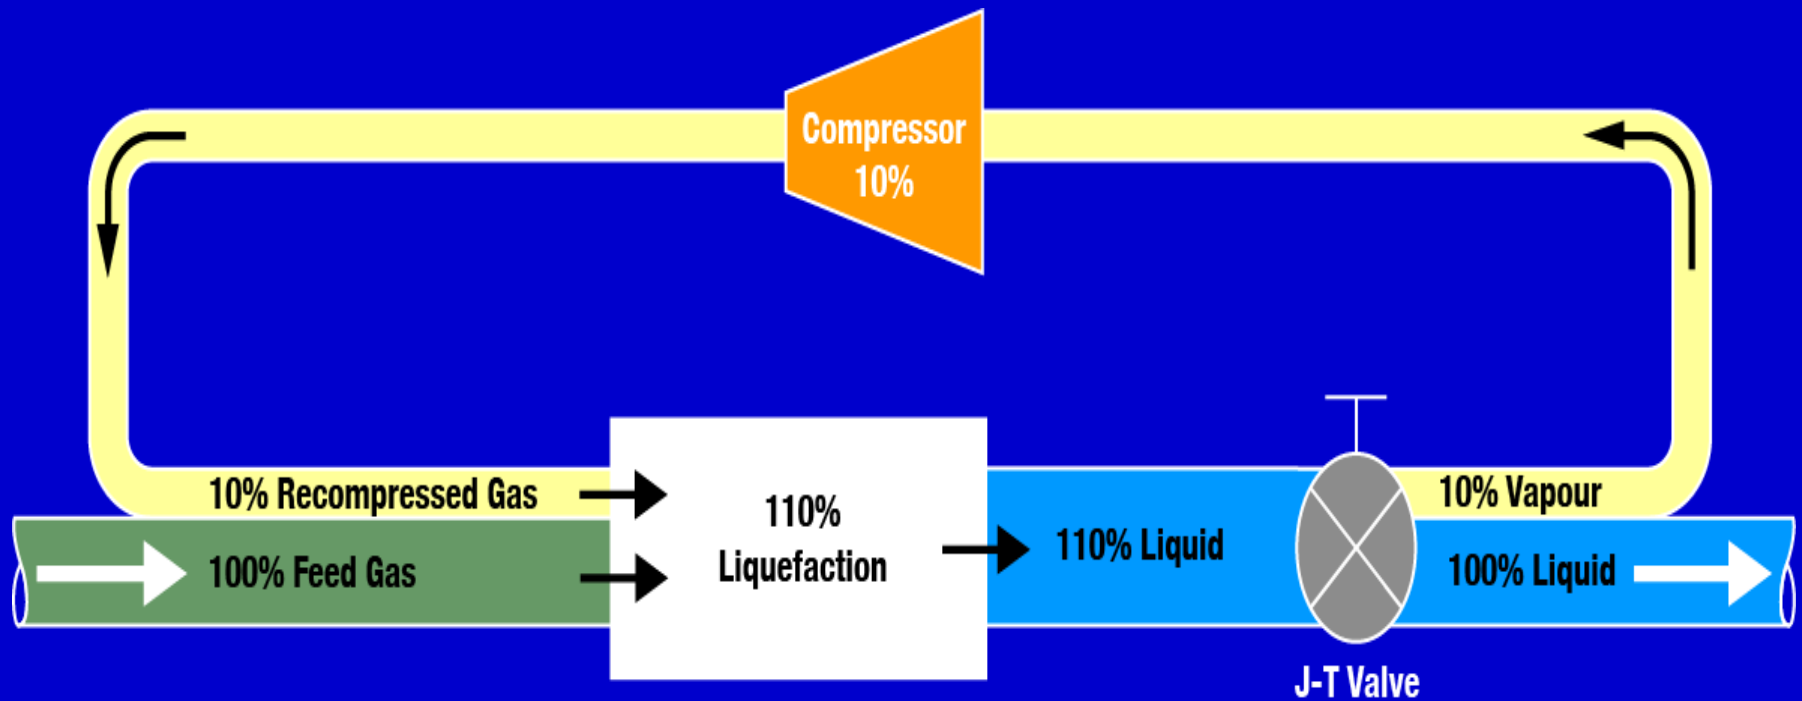 Compressor
10%
10% Recompressed Gas
100% Feed Gas
110%
Liquefaction
110% Liquid
10% Vapour
100% Liquid
J-T Valve